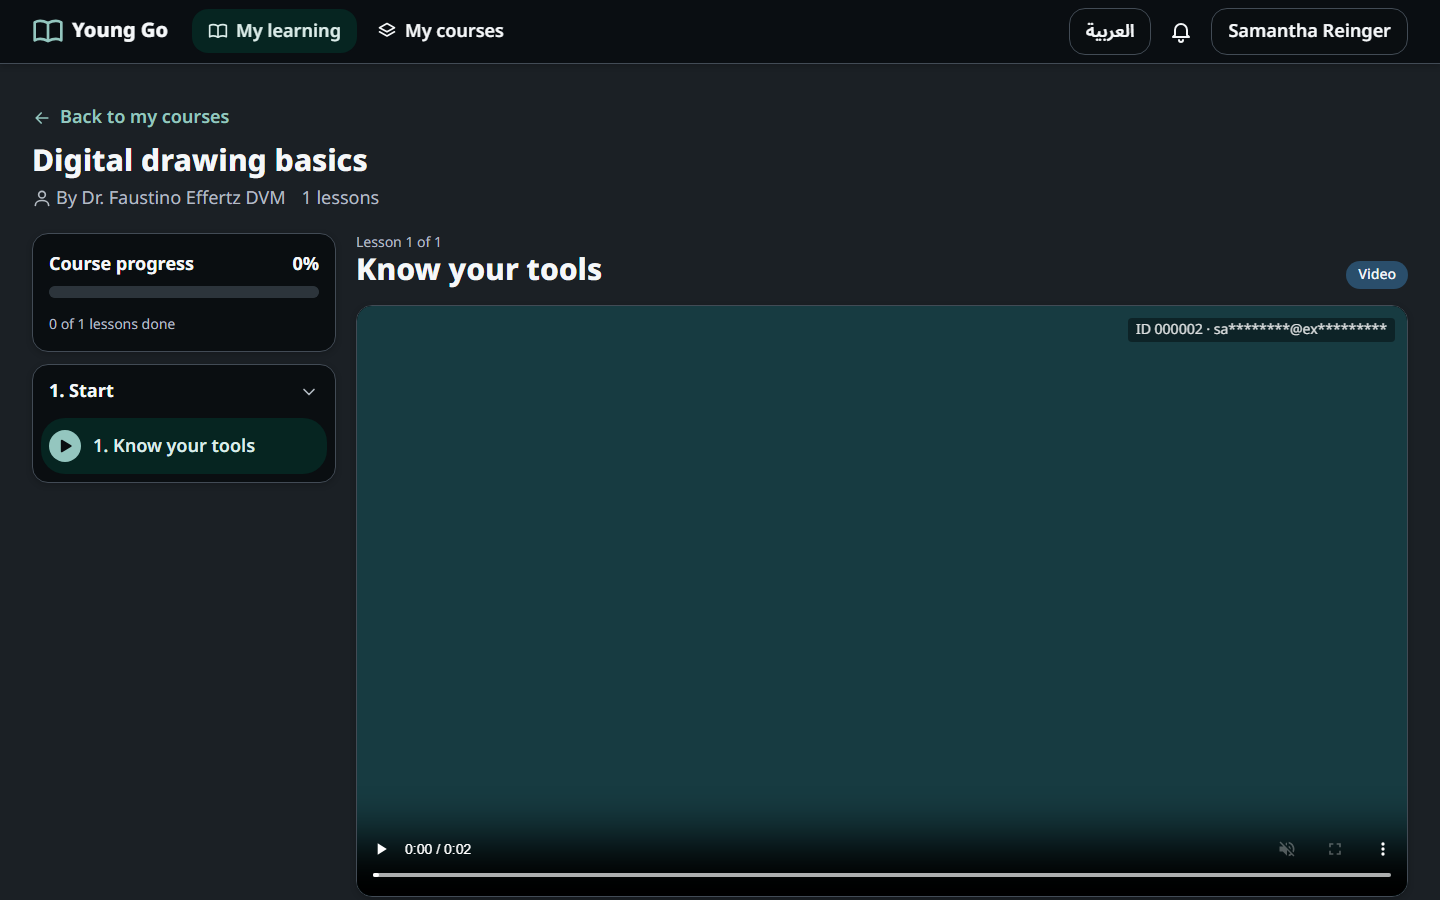 Young Go
My learning
My courses
العربية
Samantha Reinger
Back to my courses
Digital drawing basics
By Dr. Faustino Effertz DVM
1 lessons
Course progress
0%
0 of 1 lessons done
1. Start
1. Know your tools
Lesson 1 of 1
Know your tools
Video
ID 000002 · sa********@ex*********
0:00 / 0:02